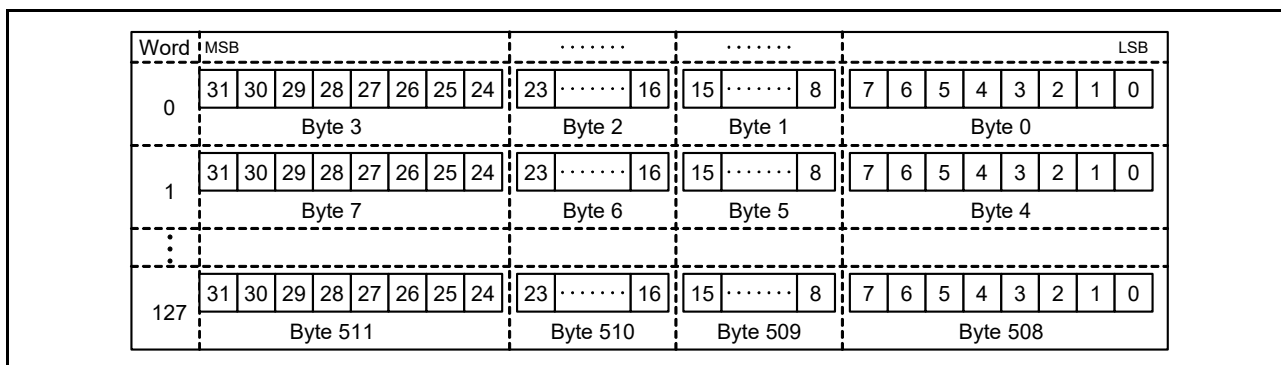 Word MSB ······· ······· LSB
0 31 30 29 28 27 26 25 24 23 ······· 16 15 ······· 8 7 6 5 4 3 2 1 0
Byte 3 Byte 2 Byte 1 Byte 0
1 31 30 29 28 27 26 25 24 23 ······· 16 15 ······· 8 7 6 5 4 3 2 1 0
Byte 7 Byte 6 Byte 5 Byte 4
⋮
127 31 30 29 28 27 26 25 24 23 ······· 16 15 ······· 8 7 6 5 4 3 2 1 0
Byte 511 Byte 510 Byte 509 Byte 508